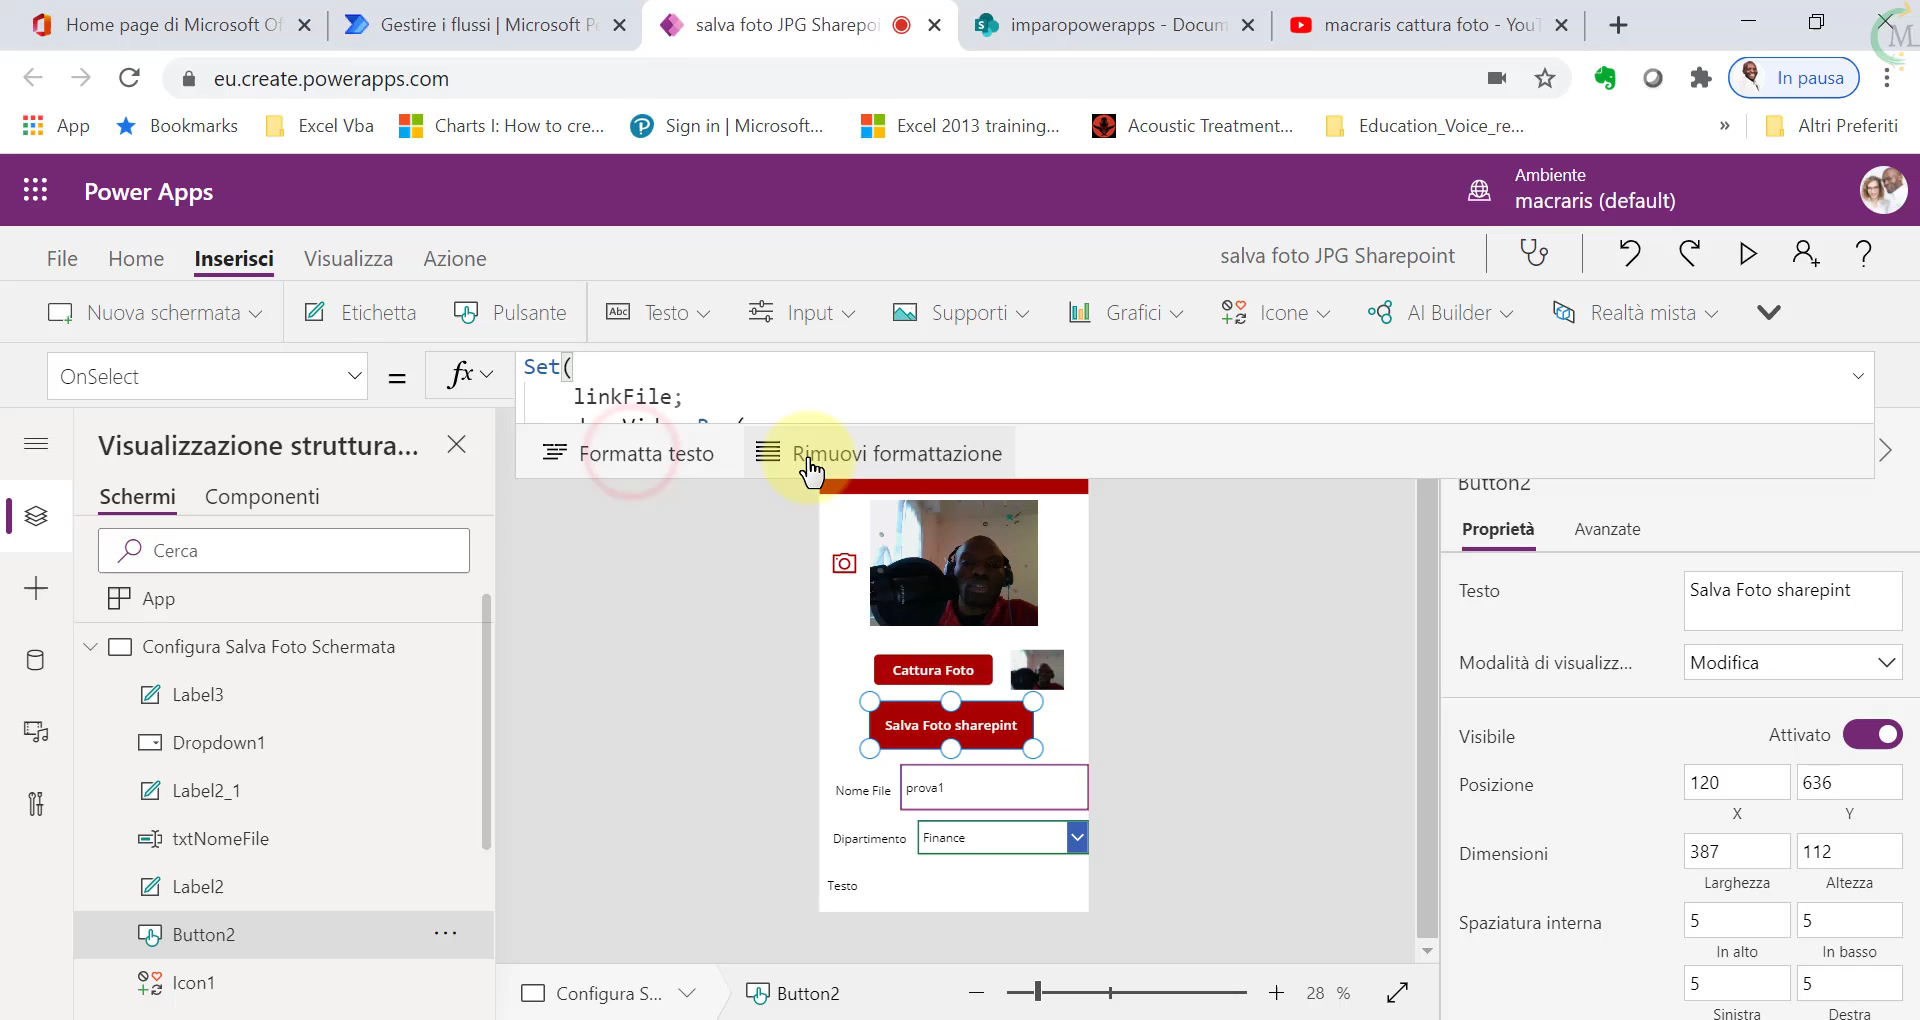 Home page di Microsoft Of
Gestire i flussi | Microsoft P
salva foto JPG Sharepoi
imparopowerapps - Docum
macraris cattura foto - YouT
M
eu.create.powerapps.com
In pausa
App
Bookmarks
Excel Vba
Charts I: How to cre...
Sign in | Microsoft...
Excel 2013 training...
Acoustic Treatment...
Education_Voice_re...
»
Altri Preferiti
Power Apps
Ambiente
macraris (default)
File
Home
Inserisci
Visualizza
Azione
salva foto JPG Sharepoint
Nuova schermata
Etichetta
Pulsante
Abc Testo
Input
Supporti
Grafici
Icone
AI Builder
Realtà mista
OnSelect
=
fx
Set(
linkFile;
Formatta testo
Rimuovi formattazione
Visualizzazione struttura...
Schermi
Componenti
Cerca
App
Configura Salva Foto Schermata
Label3
Dropdown1
Label2_1
txtNomeFile
Label2
Button2
...
Icon1
Cattura Foto
Salva Foto sharepint
Nome File
prova1
Dipartimento
Finance
Testo
Configura S...
Button2
28 %
Button2
Proprietà
Avanzate
Testo
Salva Foto sharepint
Modalità di visualizz...
Modifica
Visibile
Attivato
Posizione
120
636
X
Y
Dimensioni
387
112
Larghezza
Altezza
Spaziatura interna
5
5
In alto
In basso
5
5
Sinistra
Destra